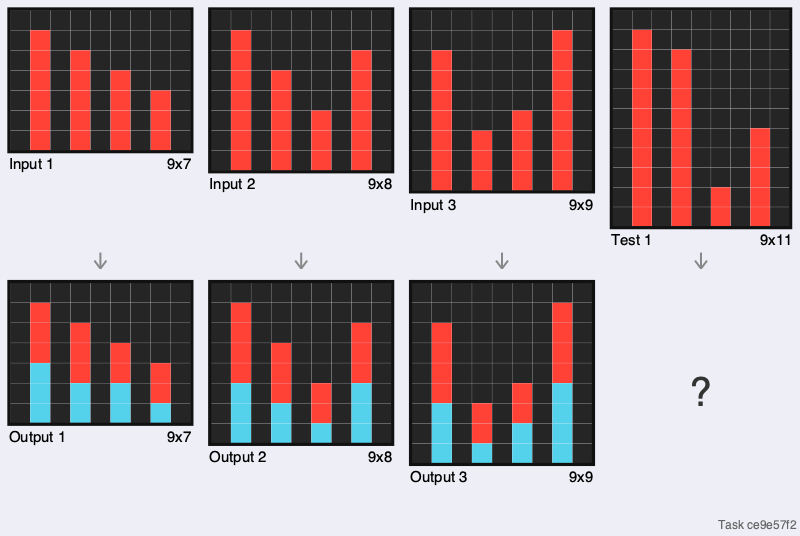 Input 1 9x7
Input 2 9x8
Input 3 9x9
Test 1 9x11
?
Output 1 9x7
Output 2 9x8
Output 3 9x9
Task ce9e57f2